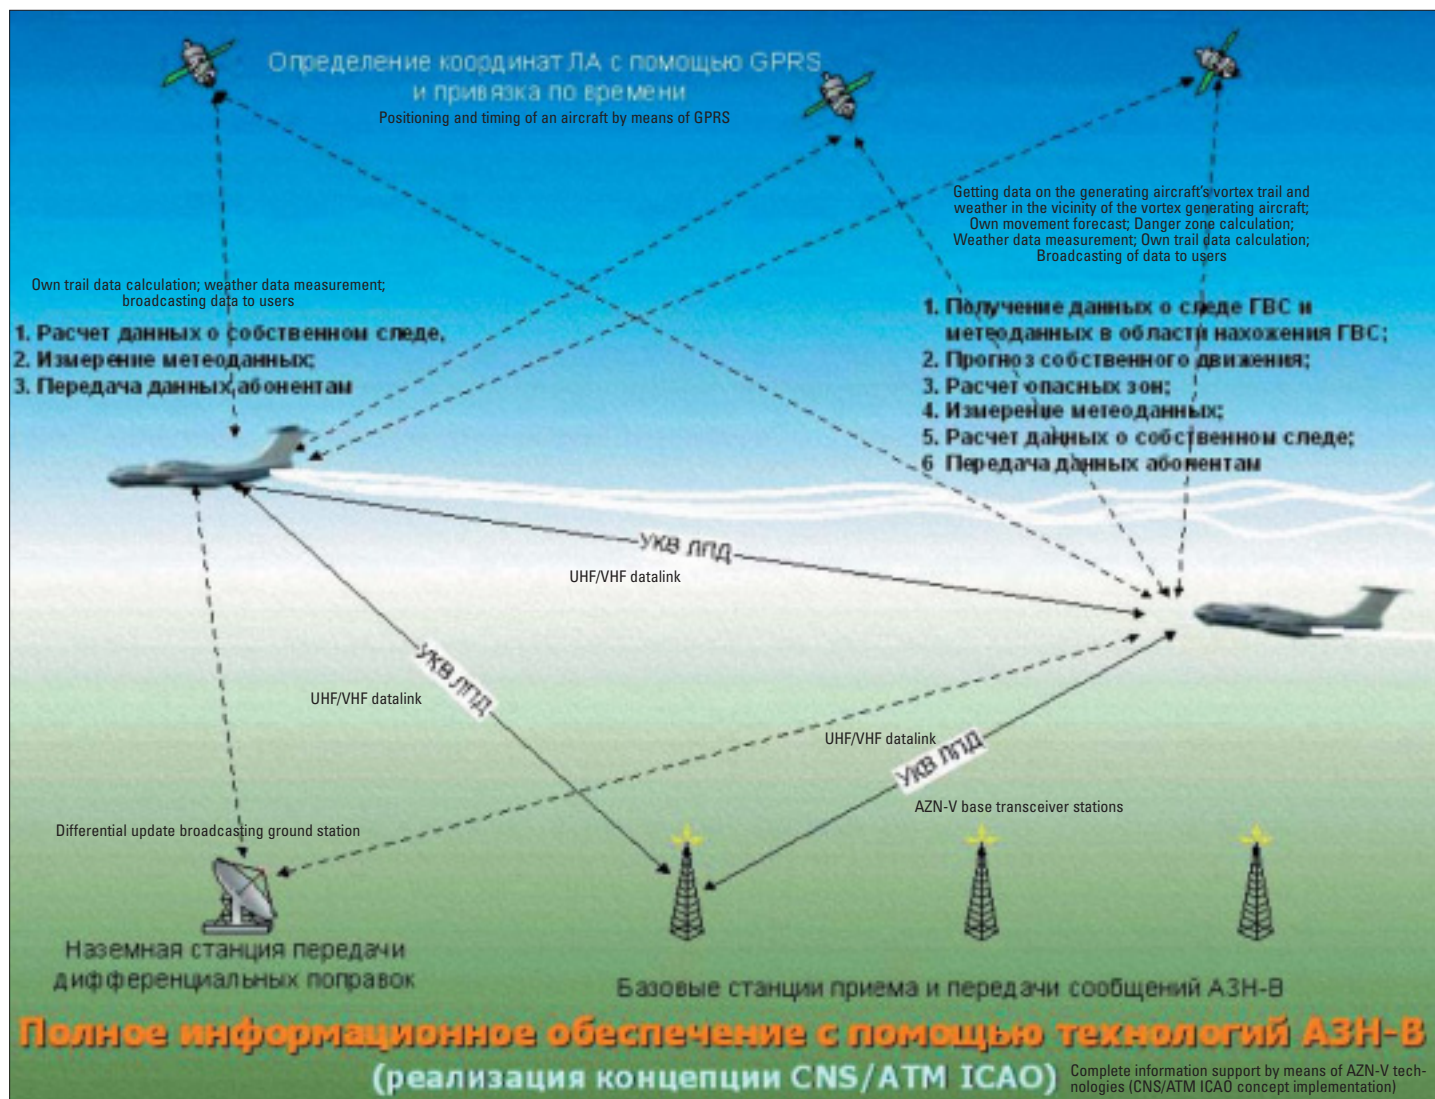 Определение координат ЛА с помощью GPRS
и привязка по времени
Positioning and timing of an aircraft by means of GPRS
Getting data on the generating aircraft's vortex trail and
weather in the vicinity of the vortex generating aircraft;
Own movement forecast; Danger zone calculation;
Weather data measurement; Own trail data calculation;
Broadcasting of data to users
Own trail data calculation; weather data measurement;
broadcasting data to users
1. Расчет данных о собственном следе,
2. Измерение метеоданных;
3. Передача данных абонентам
1. Получение данных о следе ГВС и
метеоданных в области нахожения ГВС;
2. Прогноз собственного движения;
3. Расчет опасных зон;
4. Измерение метеоданных;
5. Расчет данных о собственном следе;
6 Передача данных абонентам
УКВ ЛПД
UHF/VHF datalink
УКВ ЛПД
UHF/VHF datalink
UHF/VHF datalink
УКВ ЛПД
AZN-V base transceiver stations
Differential update broadcasting ground station
Наземная станция передачи
дифференциальных поправок
Базовые станции приема и передачи сообщений АЗН-В
Полное информационное обеспечение с помощью технологий АЗН-В
(реализация концепции CNS/ATM ICAO)
Complete information support by means of AZN-V tech-
nologies (CNS/ATM ICAO concept implementation)